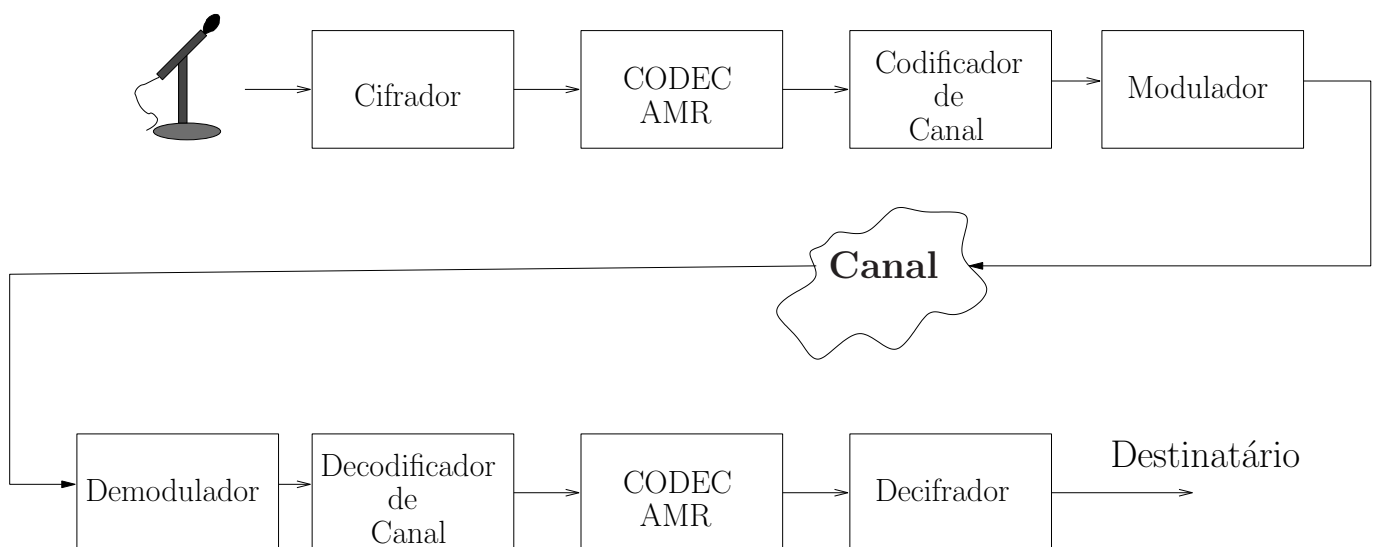 Cifrador
CODEC
AMR
Codificador
de
Canal
Modulador
Canal
Demodulador
Decodificador
de
Canal
CODEC
AMR
Decifrador
Destinatário